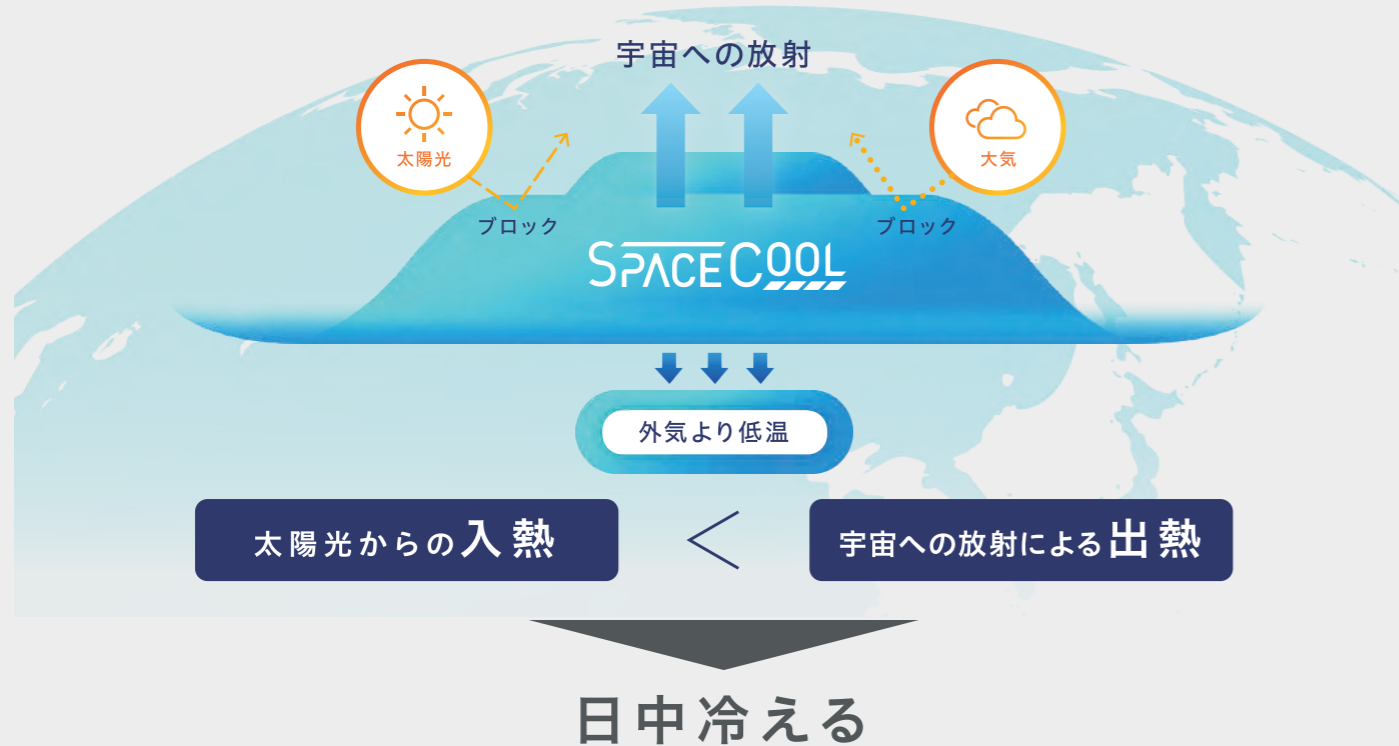 宇宙への放射
太陽光
大気
ブロック
ブロック
SPACECOOL
外気より低温
太陽光からの入熱
<
宇宙への放射による出熱
日中冷える